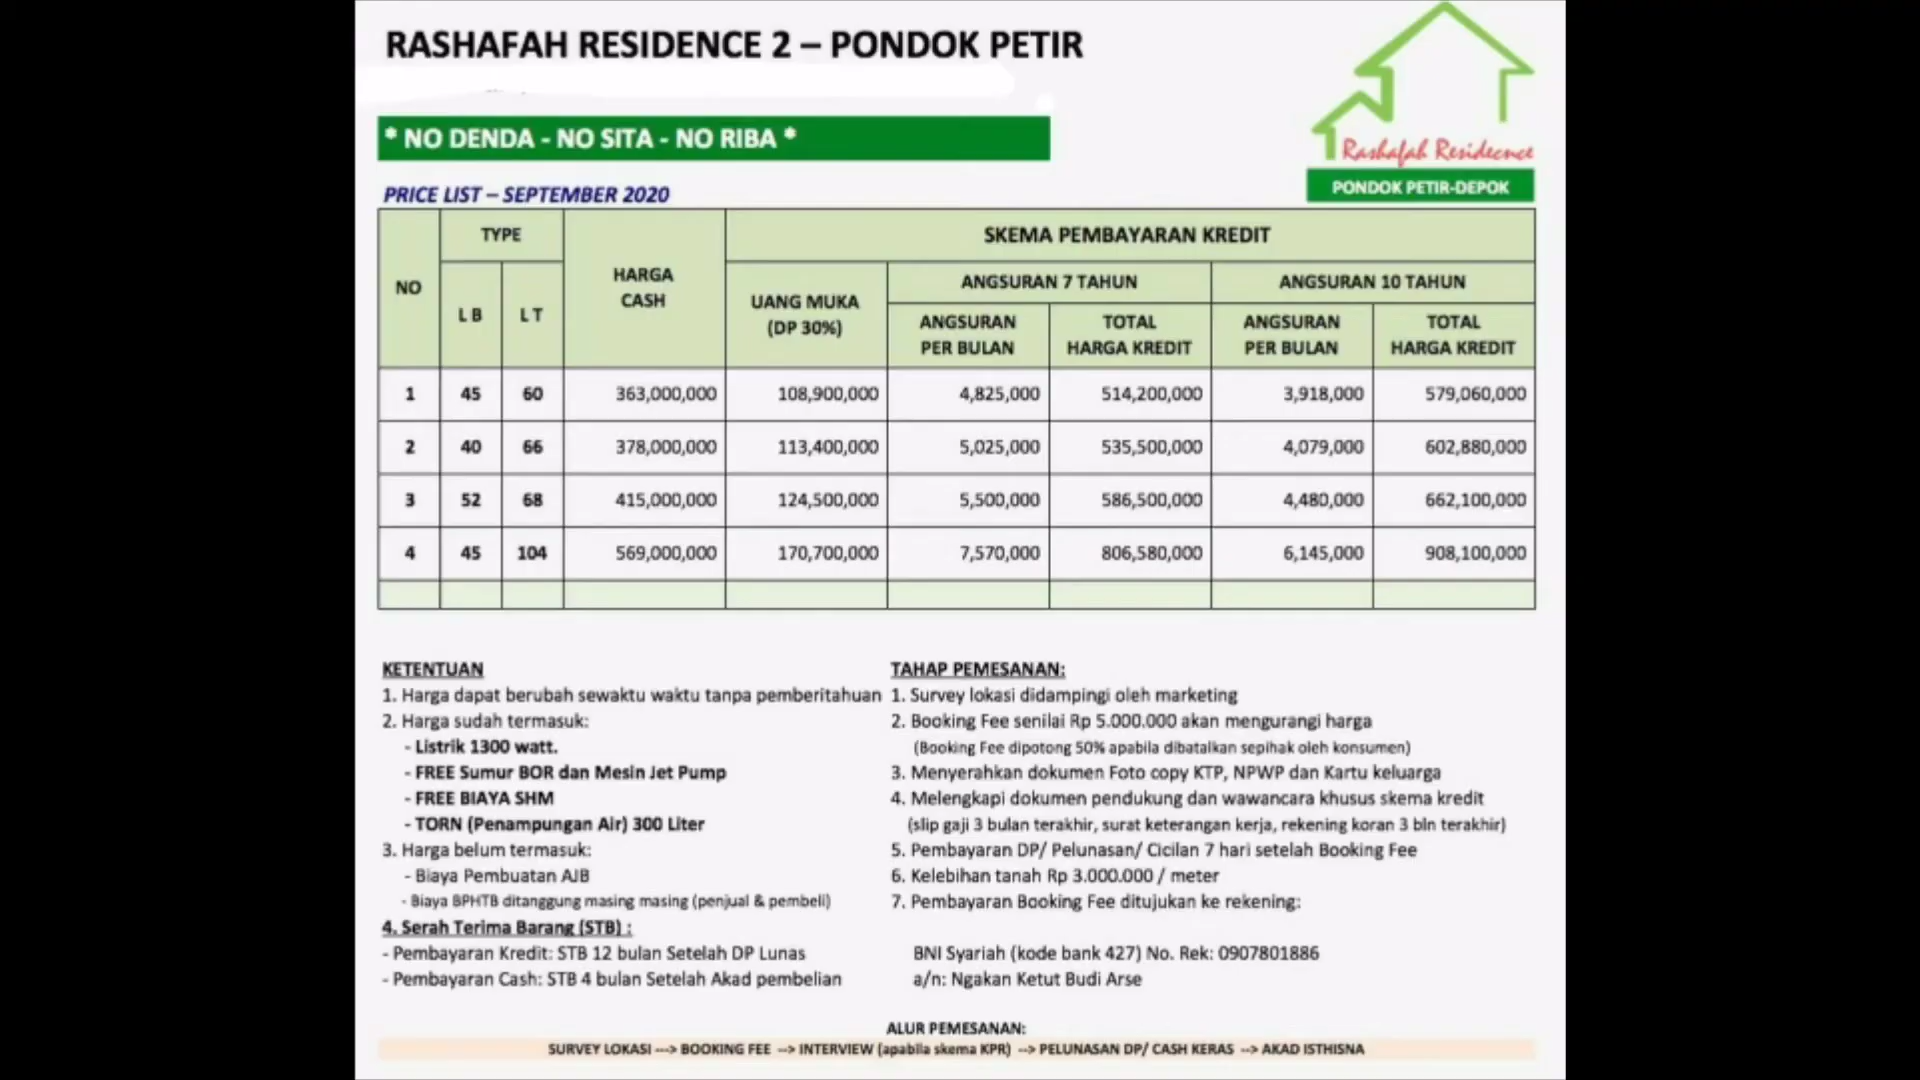 RASHAFAH RESIDENCE 2 – PONDOK PETIR
* NO DENDA - NO SITA - NO RIBA *
Rashafah Residecnce
PONDOK PETIR-DEPOK
PRICE LIST – SEPTEMBER 2020
NO TYPE HARGA CASH SKEMA PEMBAYARAN KREDIT
L B L T UANG MUKA (DP 30%) ANGSURAN 7 TAHUN ANGSURAN 10 TAHUN
ANGSURAN PER BULAN TOTAL HARGA KREDIT ANGSURAN PER BULAN TOTAL HARGA KREDIT
1 45 60 363,000,000 108,900,000 4,825,000 514,200,000 3,918,000 579,060,000
2 40 66 378,000,000 113,400,000 5,025,000 535,500,000 4,079,000 602,880,000
3 52 68 415,000,000 124,500,000 5,500,000 586,500,000 4,480,000 662,100,000
4 45 104 569,000,000 170,700,000 7,570,000 806,580,000 6,145,000 908,100,000
KETENTUAN
1. Harga dapat berubah sewaktu waktu tanpa pemberitahuan
2. Harga sudah termasuk:
- Listrik 1300 watt.
- FREE Sumur BOR dan Mesin Jet Pump
- FREE BIAYA SHM
- TORN (Penampungan Air) 300 Liter
3. Harga belum termasuk:
- Biaya Pembuatan AJB
- Biaya BPHTB ditanggung masing masing (penjual & pembeli)
4. Serah Terima Barang (STB) :
- Pembayaran Kredit: STB 12 bulan Setelah DP Lunas
- Pembayaran Cash: STB 4 bulan Setelah Akad pembelian
TAHAP PEMESANAN:
1. Survey lokasi didampingi oleh marketing
2. Booking Fee senilai Rp 5.000.000 akan mengurangi harga
(Booking Fee dipotong 50% apabila dibatalkan sepihak oleh konsumen)
3. Menyerahkan dokumen Foto copy KTP, NPWP dan Kartu keluarga
4. Melengkapi dokumen pendukung dan wawancara khusus skema kredit
(slip gaji 3 bulan terakhir, surat keterangan kerja, rekening koran 3 bln terakhir)
5. Pembayaran DP/ Pelunasan/ Cicilan 7 hari setelah Booking Fee
6. Kelebihan tanah Rp 3.000.000 / meter
7. Pembayaran Booking Fee ditujukan ke rekening:
BNI Syariah (kode bank 427) No. Rek: 0907801886
a/n: Ngakan Ketut Budi Arse
ALUR PEMESANAN:
SURVEY LOKASI ---> BOOKING FEE --> INTERVIEW (apabila skema KPR) --> PELUNASAN DP/ CASH KERAS --> AKAD ISTHISNA